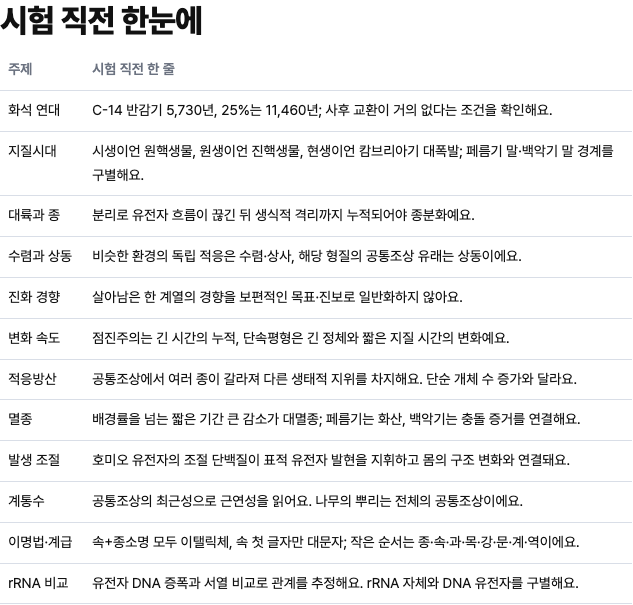 시험 직전 한눈에
주제 시험 직전 한 줄
화석 연대 C-14 반감기 5,730년, 25%는 11,460년; 사후 교환이 거의 없다는 조건을 확인해요.
지질시대 시생이언 원핵생물, 원생이언 진핵생물, 현생이언 캄브리아기 대폭발; 페름기 말·백악기 말 경계를
구별해요.
대륙과 종 분리로 유전자 흐름이 끊긴 뒤 생식적 격리까지 누적되어야 종분화예요.
수렴과 상동 비슷한 환경의 독립 적응은 수렴·상사, 해당 형질의 공통조상 유래는 상동이에요.
진화 경향 살아남은 한 계열의 경향을 보편적인 목표·진보로 일반화하지 않아요.
변화 속도 점진주의는 긴 시간의 누적, 단속평형은 긴 정체와 짧은 지질 시간의 변화예요.
적응방산 공통조상에서 여러 종이 갈라져 다른 생태적 지위를 차지해요. 단순 개체 수 증가와 달라요.
멸종 배경률을 넘는 짧은 기간 큰 감소가 대멸종; 페름기는 화산, 백악기는 충돌 증거를 연결해요.
발생 조절 호미오 유전자의 조절 단백질이 표적 유전자 발현을 지휘하고 몸의 구조 변화와 연결돼요.
계통수 공통조상의 최근성으로 근연성을 읽어요. 나무의 뿌리는 전체의 공통조상이에요.
이명법·계급 속+종소명 모두 이탤릭체, 속 첫 글자만 대문자; 작은 순서는 종·속·과·목·강·문·계·역이에요.
rRNA 비교 유전자 DNA 증폭과 서열 비교로 관계를 추정해요. rRNA 자체와 DNA 유전자를 구별해요.